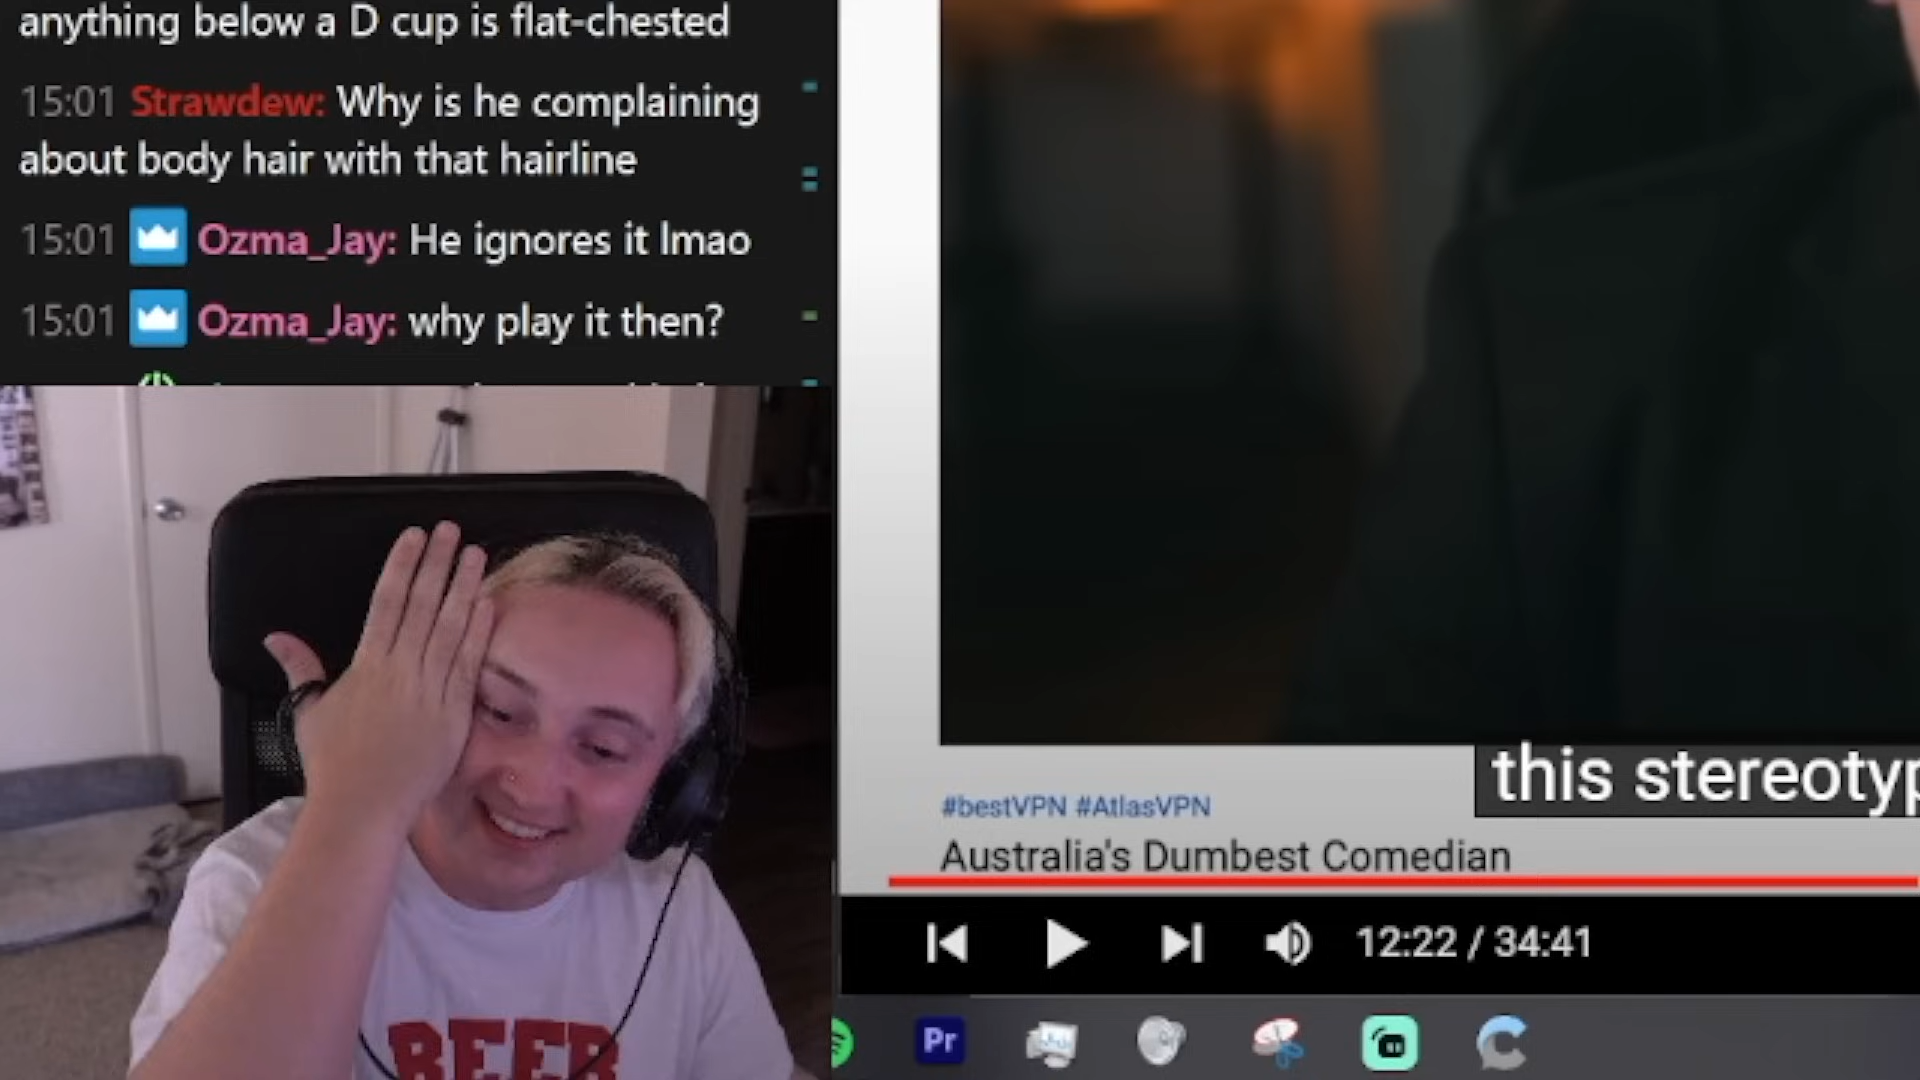 anything below a D cup is flat-chested
15:01 Strawdew: Why is he complaining
about body hair with that hairline
15:01 Ozma_Jay: He ignores it lmao
15:01 Ozma_Jay: why play it then?
this stereotyp
#bestVPN #AtlasVPN
Australia's Dumbest Comedian
12:22 / 34:41
BEER
Pr